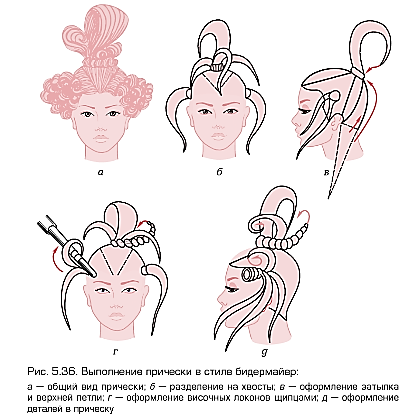 а
б
в
г
д
Рис. 5.36. Выполнение прически в стиле бидермайер:
а — общий вид прически; б — разделение на хвосты; в — оформление затылка
и верхней петли; г — оформление височных локонов щипцами; д — оформление
деталей в прическу